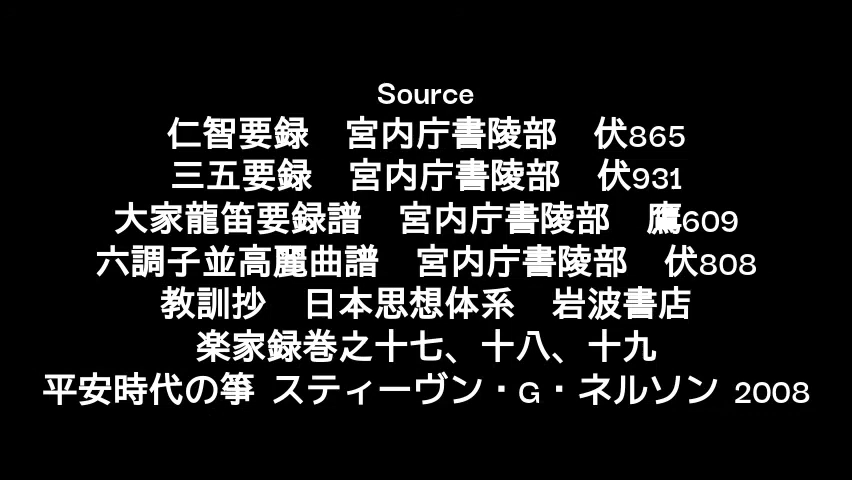 Source
仁智要録　宮内庁書陵部　伏865
三五要録　宮内庁書陵部　伏931
大家龍笛要録譜　宮内庁書陵部　鷹609
六調子並高麗曲譜　宮内庁書陵部　伏808
教訓抄　日本思想体系　岩波書店
楽家録巻之十七、十八、十九
平安時代の箏 スティーヴン・G・ネルソン 2008